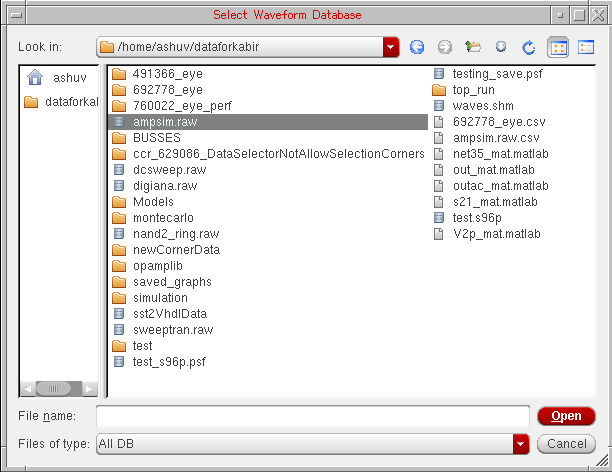 Select Waveform Database
Look in:
/home/ashuv/dataforkabir
ashuv
dataforkal
491366_eye
692778_eye
760022_eye_perf
ampsim.raw
BUSSES
ccr_629086_DataSelectorNotAllowSelectionCorners
dcsweep.raw
digiana.raw
Models
montecarlo
nand2_ring.raw
newCornerData
opamplib
saved_graphs
simulation
sst2VhdlData
sweeptran.raw
test
test_s96p.psf
testing_save.psf
top_run
waves.shm
692778_eye.csv
ampsim.raw.csv
net35_mat.matlab
out_mat.matlab
outac_mat.matlab
s21_mat.matlab
test.s96p
V2p_mat.matlab
File name:
Open
Files of type:
All DB
Cancel